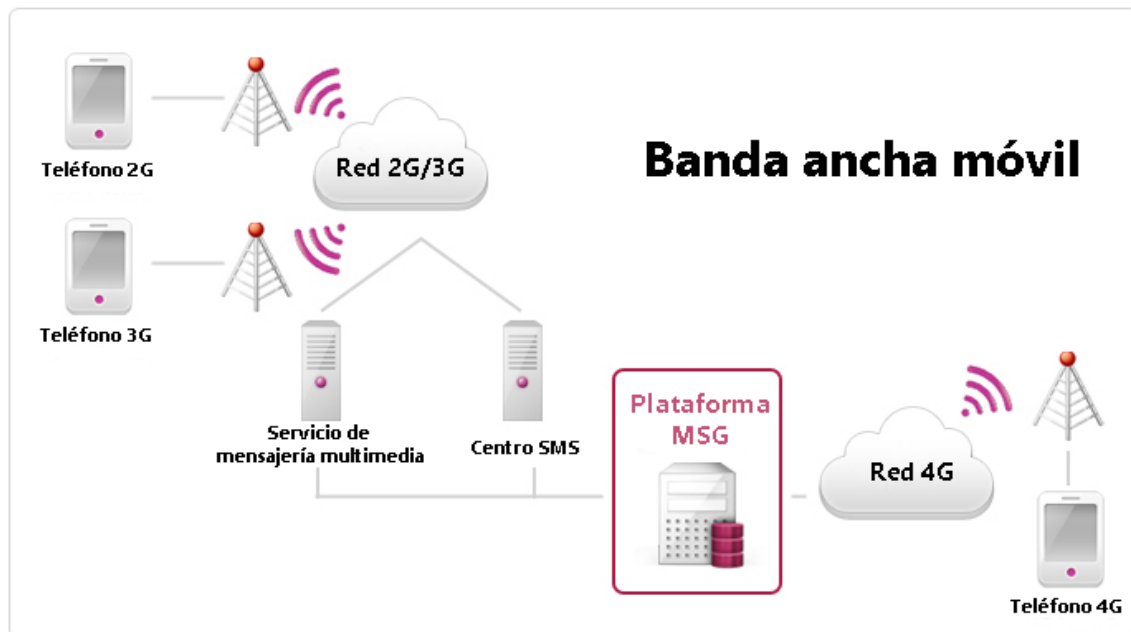 Banda ancha móvil
Teléfono 2G
Red 2G/3G
Teléfono 3G
Servicio de
mensajería multimedia
Centro SMS
Plataforma
MSG
Red 4G
Teléfono 4G